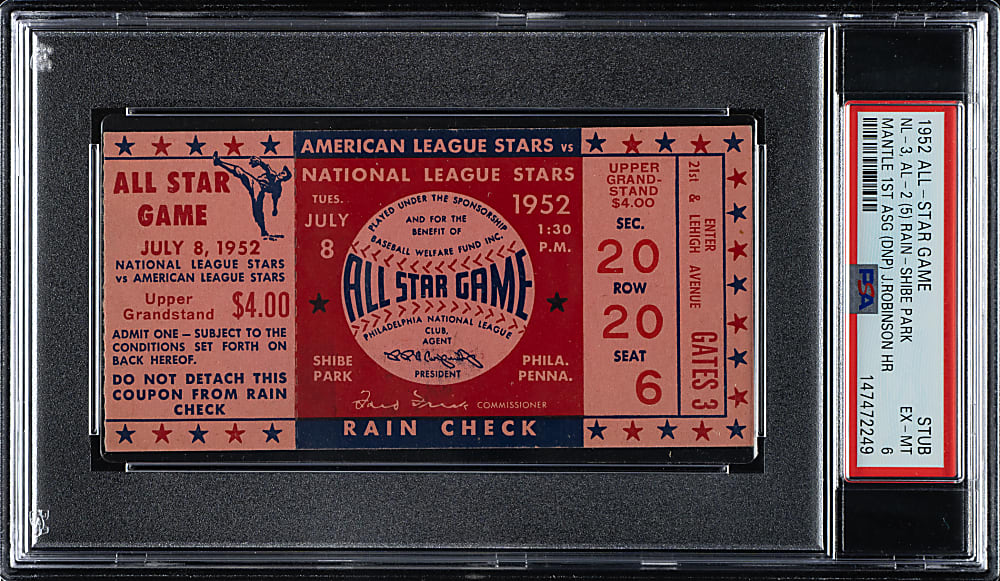 ALL STAR
GAME
JULY 8, 1952
NATIONAL LEAGUE STARS
vs AMERICAN LEAGUE STARS
Upper
Grandstand $4.00
ADMIT ONE – SUBJECT TO THE
CONDITIONS SET FORTH ON
BACK HEREOF.
DO NOT DETACH THIS
COUPON FROM RAIN
CHECK
AMERICAN LEAGUE STARS vs
NATIONAL LEAGUE STARS
TUES.
JULY
8
1952
1:30
P.M.
PLAYED UNDER THE SPONSORSHIP
AND FOR THE
BENEFIT OF
BASEBALL WELFARE FUND INC.
ALL STAR GAME
PHILADELPHIA NATIONAL LEAGUE
CLUB,
AGENT
PRESIDENT
SHIBE
PARK
PHILA.
PENNA.
Ford Frick COMMISSIONER
RAIN CHECK
UPPER
GRAND-
STAND
$4.00
SEC.
20
ROW
20
SEAT
6
ENTER
21st & LEHIGH AVENUE
GATES 3
1952 ALL-STAR GAME
NL-3, AL-2 (5) RAIN-SHIBE PARK
MANTLE 1ST ASG (DNP) J.ROBINSON HR
PSA
STUB
EX-MT
6
147472249